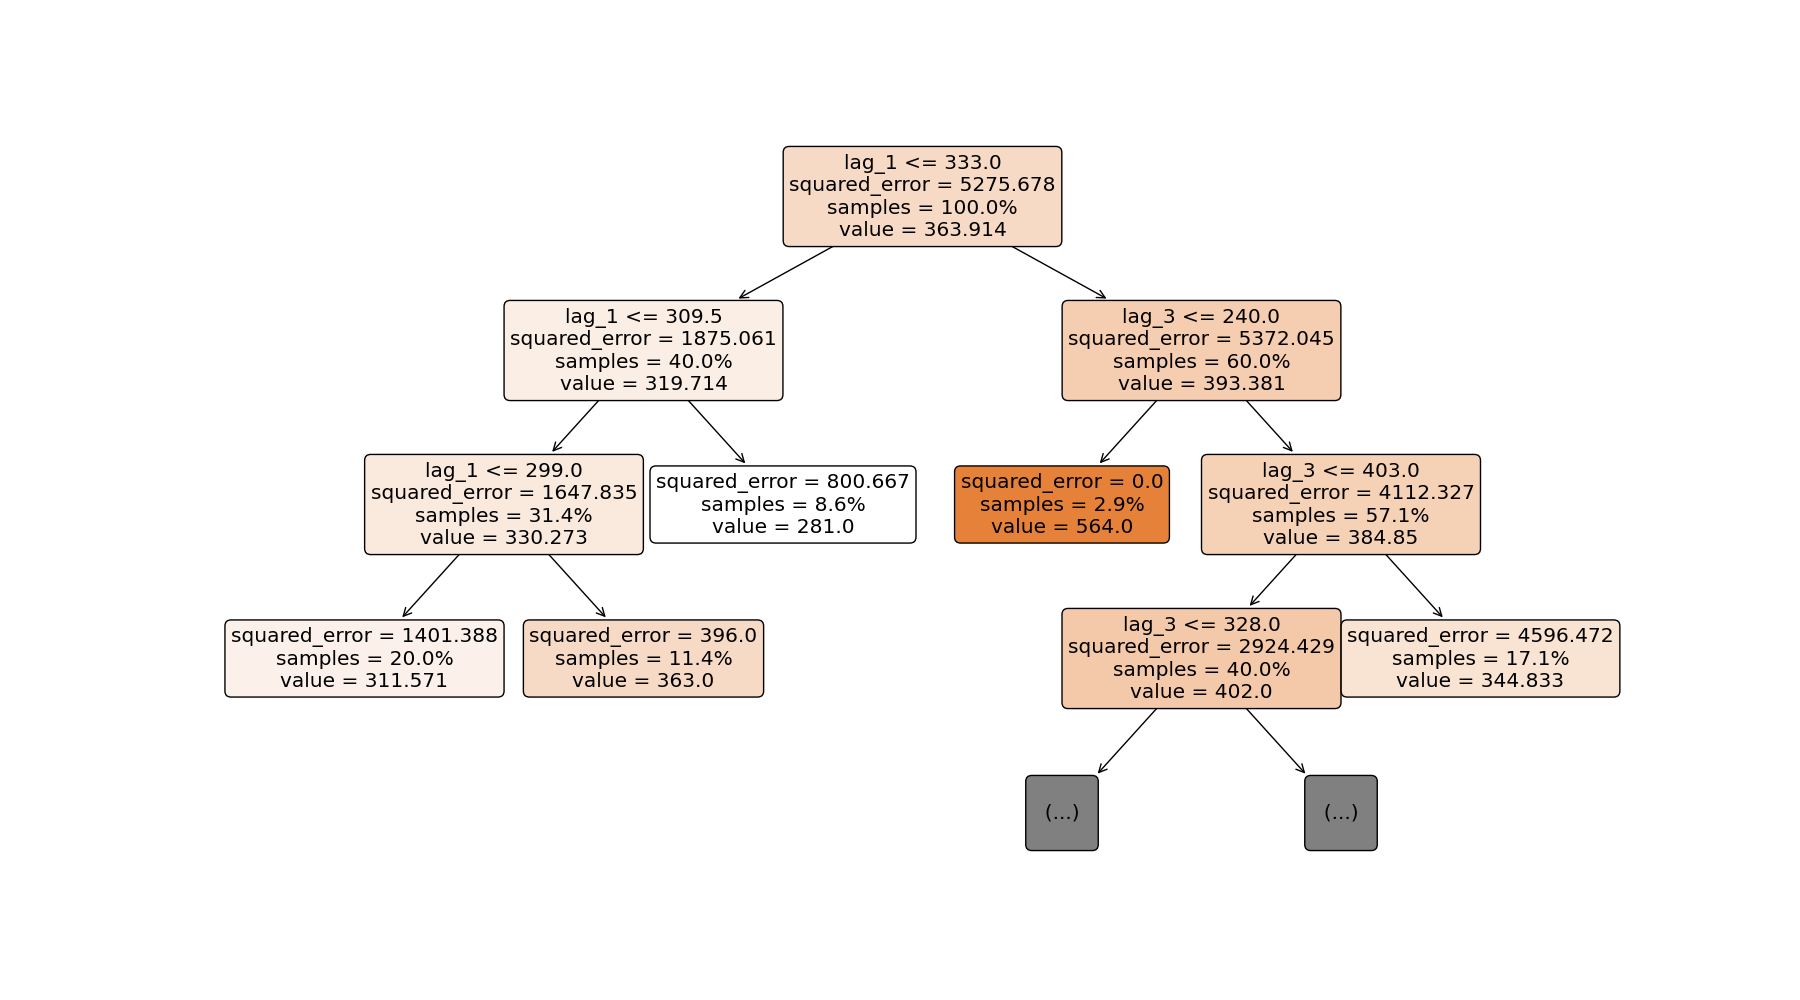 lag_1 <= 333.0
squared_error = 5275.678
samples = 100.0%
value = 363.914
lag_1 <= 309.5
squared_error = 1875.061
samples = 40.0%
value = 319.714
lag_3 <= 240.0
squared_error = 5372.045
samples = 60.0%
value = 393.381
lag_1 <= 299.0
squared_error = 1647.835
samples = 31.4%
value = 330.273
squared_error = 800.667
samples = 8.6%
value = 281.0
squared_error = 0.0
samples = 2.9%
value = 564.0
lag_3 <= 403.0
squared_error = 4112.327
samples = 57.1%
value = 384.85
squared_error = 1401.388
samples = 20.0%
value = 311.571
squared_error = 396.0
samples = 11.4%
value = 363.0
lag_3 <= 328.0
squared_error = 2924.429
samples = 40.0%
value = 402.0
squared_error = 4596.472
samples = 17.1%
value = 344.833
(...)
(...)